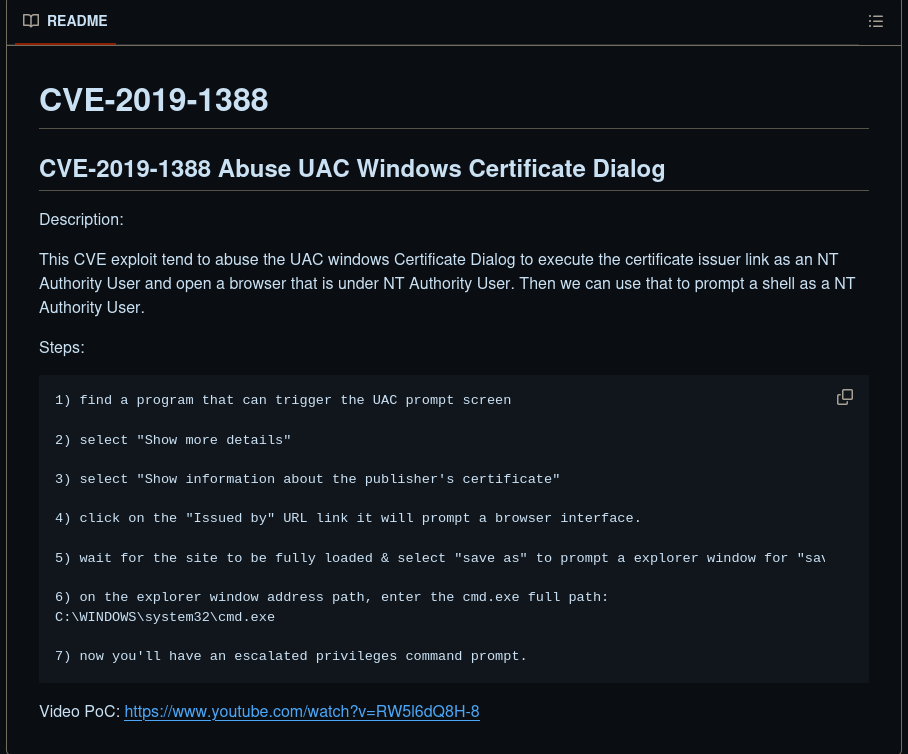 README
CVE-2019-1388
CVE-2019-1388 Abuse UAC Windows Certificate Dialog
Description:
This CVE exploit tend to abuse the UAC windows Certificate Dialog to execute the certificate issuer link as an NT
Authority User and open a browser that is under NT Authority User. Then we can use that to prompt a shell as a NT
Authority User.
Steps:
1) find a program that can trigger the UAC prompt screen
2) select "Show more details"
3) select "Show information about the publisher's certificate"
4) click on the "Issued by" URL link it will prompt a browser interface.
5) wait for the site to be fully loaded & select "save as" to prompt a explorer window for "sav
6) on the explorer window address path, enter the cmd.exe full path:
C:\WINDOWS\system32\cmd.exe
7) now you'll have an escalated privileges command prompt.
Video PoC: https://www.youtube.com/watch?v=RW5l6dQ8H-8